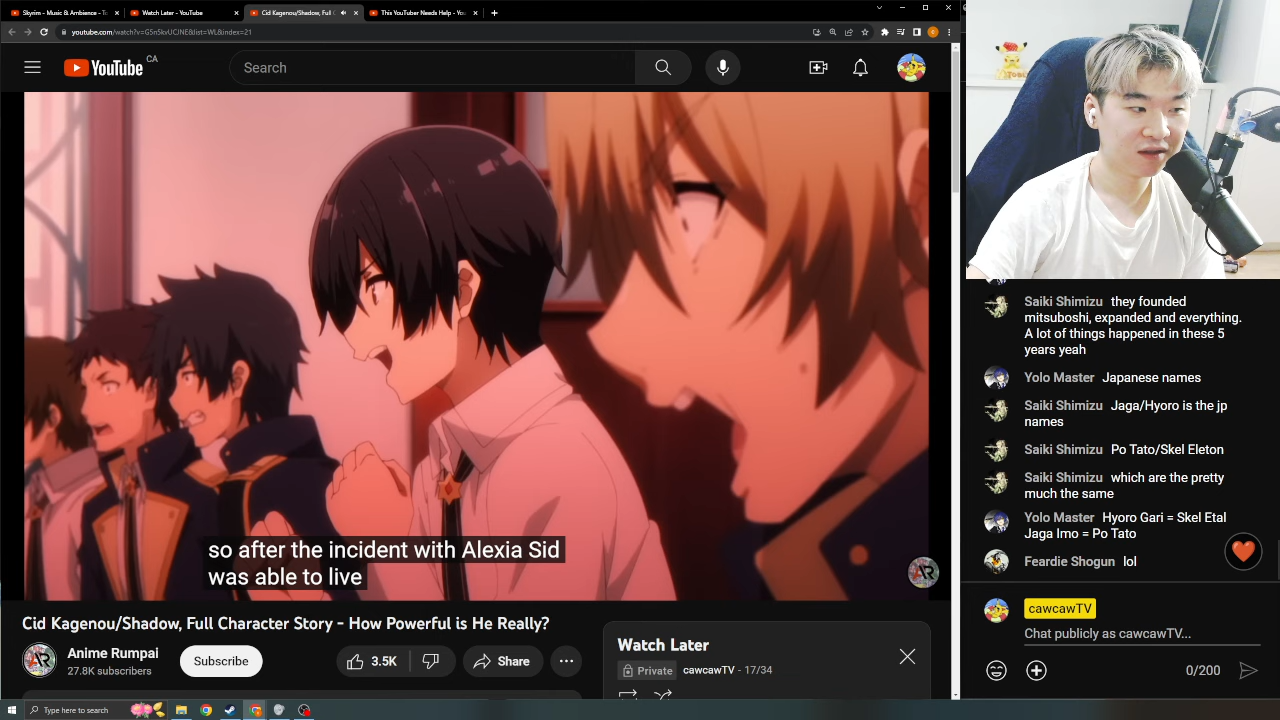 Skyrim - Music & Ambience - To
Watch Later - YouTube
Cid Kagenou/Shadow, Full C
This YouTuber Needs Help - You
youtube.com/watch?v=G5nSkvUCJNE&list=WL&index=21
YouTube CA
Search
so after the incident with Alexia Sid
was able to live
AR
Cid Kagenou/Shadow, Full Character Story - How Powerful is He Really?
AR
Anime Rumpai
27.8K subscribers
Subscribe
3.5K
Share
Watch Later
Private
cawcawTV - 17/34
Saiki Shimizu they founded
mitsuboshi, expanded and everything.
A lot of things happened in these 5
years yeah
Yolo Master Japanese names
Saiki Shimizu Jaga/Hyoro is the jp
names
Saiki Shimizu Po Tato/Skel Eleton
Saiki Shimizu which are the pretty
much the same
Yolo Master Hyoro Gari = Skel Etal
Jaga Imo = Po Tato
Feardie Shogun lol
cawcawTV
Chat publicly as cawcawTV...
0/200
Type here to search